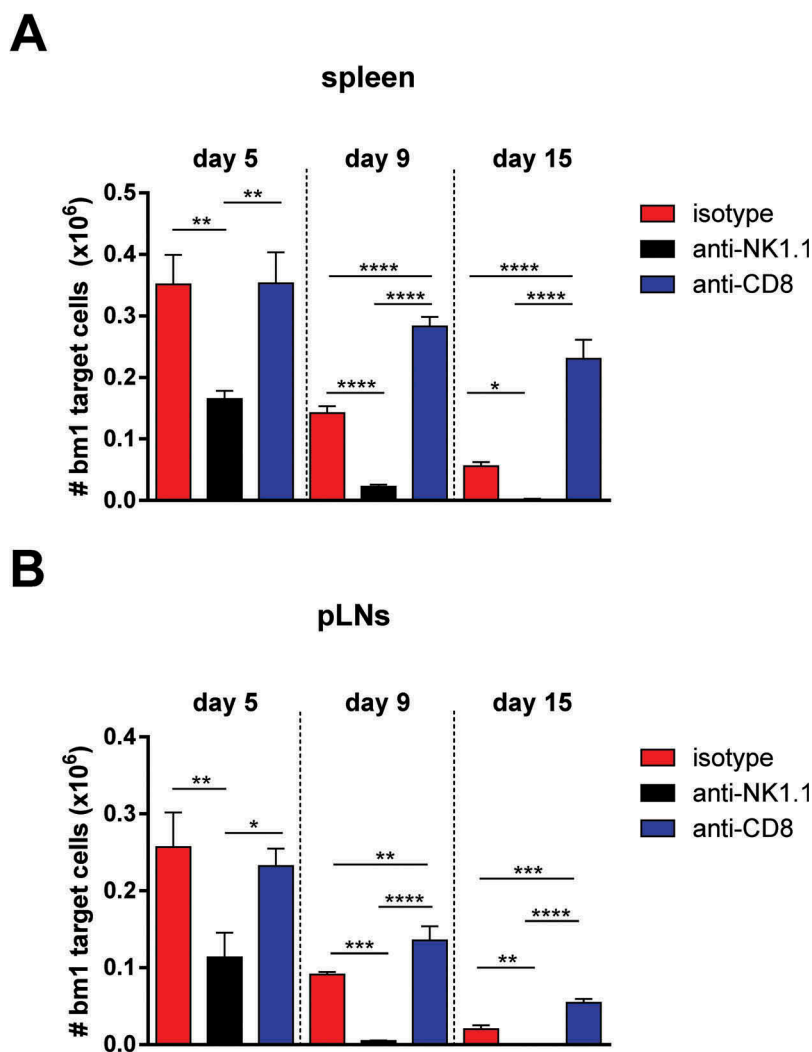 A
spleen
day 5 day 9 day 15
# bm1 target cells (x10⁶)
0.5
0.4
0.3
0.2
0.1
0.0
** **
**** **** ****
**** **** *
isotype
anti-NK1.1
anti-CD8
B
pLNs
day 5 day 9 day 15
# bm1 target cells (x10⁶)
0.4
0.3
0.2
0.1
0.0
** *
** **** ***
*** **** **
isotype
anti-NK1.1
anti-CD8